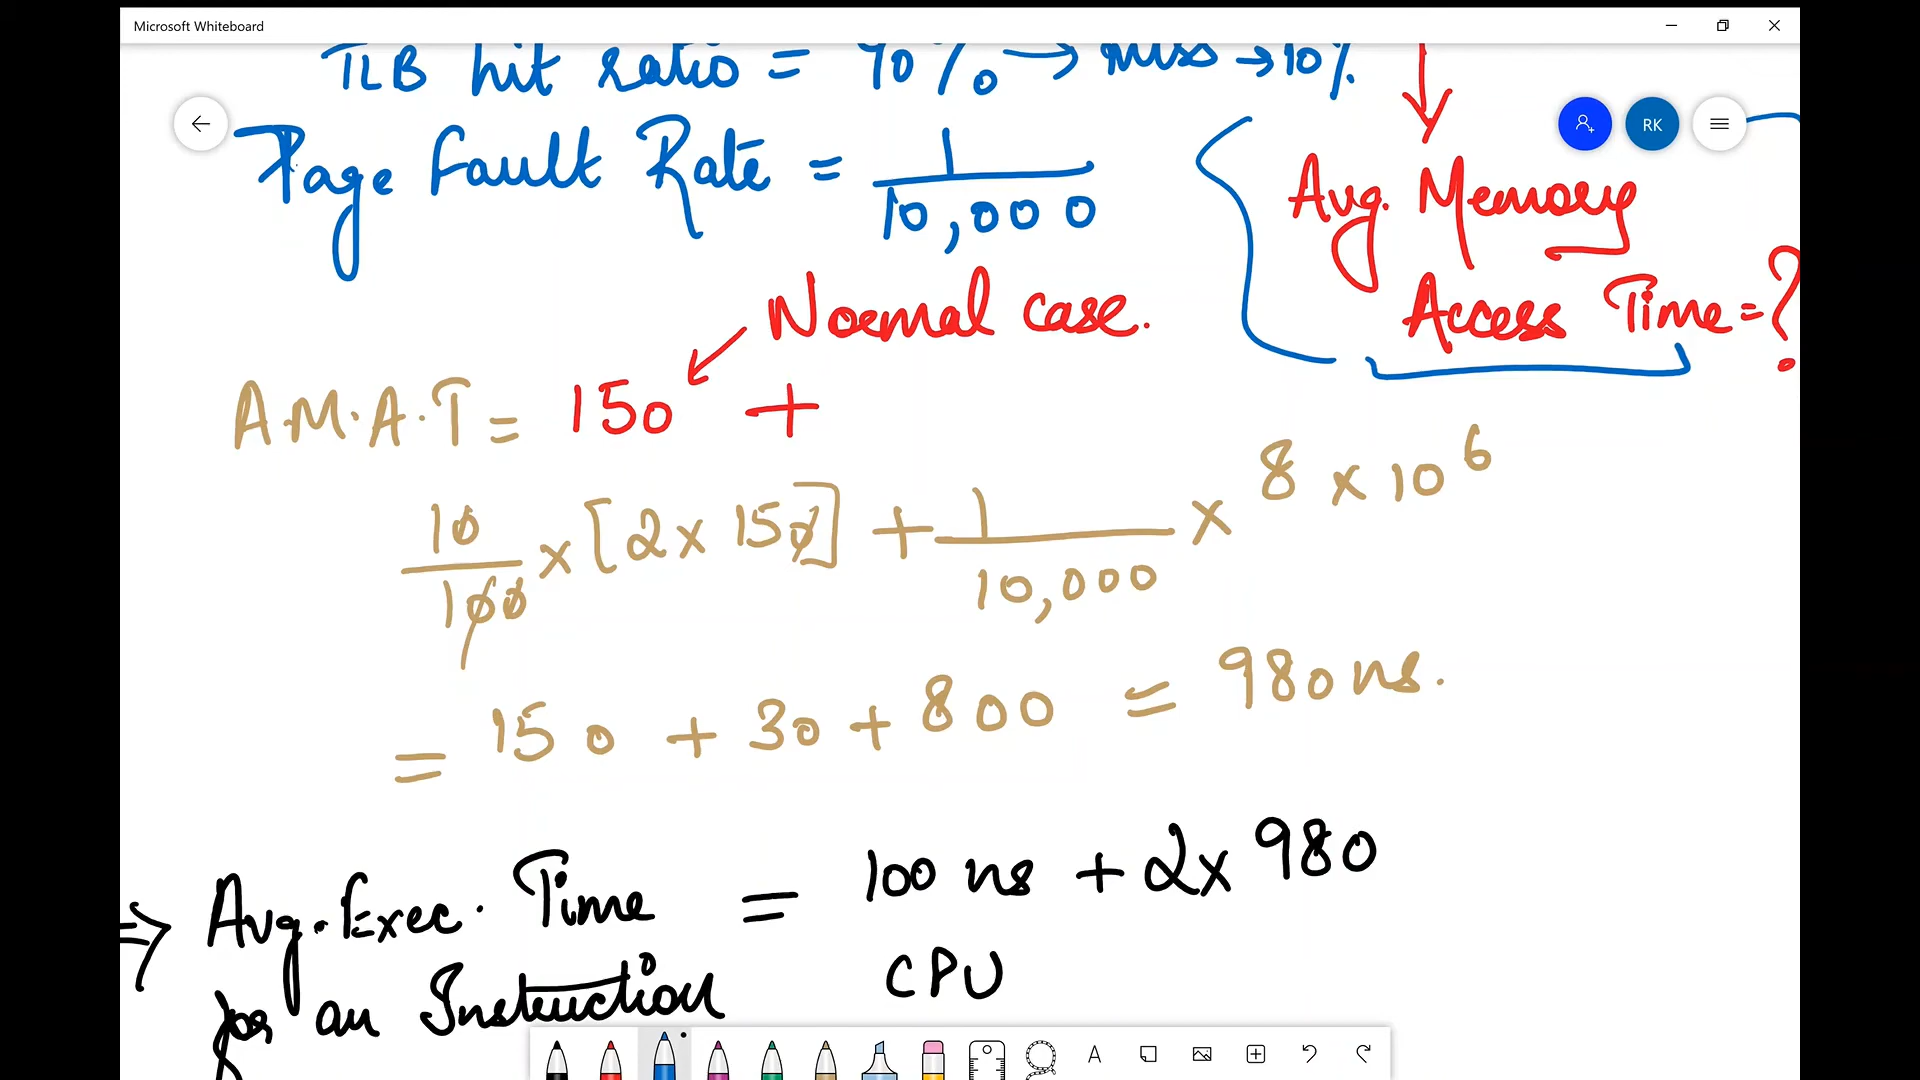 Microsoft Whiteboard
TLB hit ratio = 90% → miss → 10%
Page Fault Rate = 1/10,000
RK
Avg. Memory
Access Time = ?
Normal case.
A.M.A.T = 150 +
10/100 × [2 × 150] + 1/10,000 × 8 × 10^6
= 150 + 30 + 800 = 980 ns.
⇒ Avg. Exec. Time = 100 ns + 2 × 980
for an Instruction CPU
A